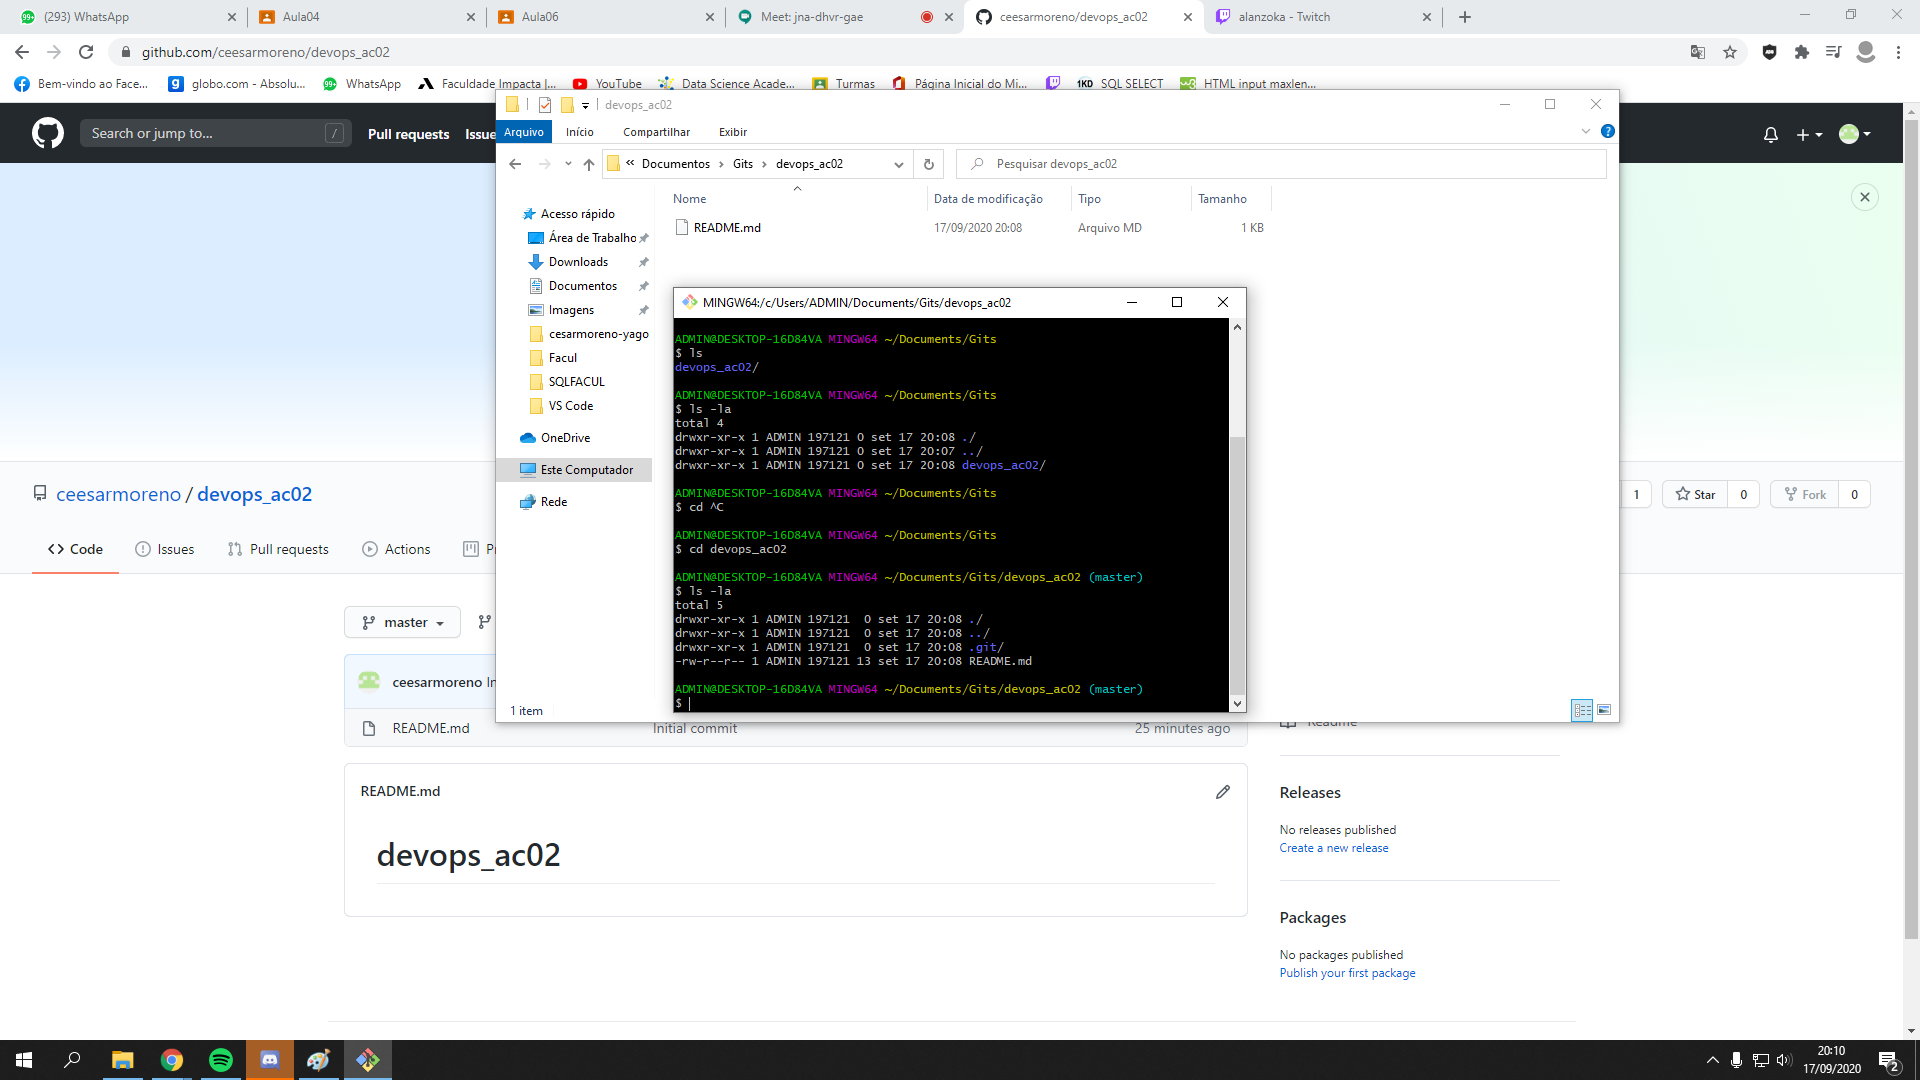 (293) WhatsApp
Aula04
Aula06
Meet: jna-dhvr-gae
ceesarmoreno/devops_ac02
alanzoka - Twitch
github.com/ceesarmoreno/devops_ac02
Bem-vindo ao Face...
globo.com - Absolu...
WhatsApp
Faculdade Impacta |...
YouTube
Data Science Acade...
Turmas
Página Inicial do Mi...
1KD SQL SELECT
HTML input maxlen...
Search or jump to...
/
Pull requests
Issue
devops_ac02
Arquivo
Início
Compartilhar
Exibir
« Documentos > Gits > devops_ac02
Pesquisar devops_ac02
Nome
Data de modificação
Tipo
Tamanho
README.md
17/09/2020 20:08
Arquivo MD
1 KB
Acesso rápido
Área de Trabalho
Downloads
Documentos
Imagens
cesarmoreno-yago
Facul
SQLFACUL
VS Code
OneDrive
Este Computador
Rede
1 item
MINGW64:/c/Users/ADMIN/Documents/Gits/devops_ac02
ADMIN@DESKTOP-16D84VA MINGW64 ~/Documents/Gits
$ ls
devops_ac02/
ADMIN@DESKTOP-16D84VA MINGW64 ~/Documents/Gits
$ ls -la
total 4
drwxr-xr-x 1 ADMIN 197121 0 set 17 20:08 ./
drwxr-xr-x 1 ADMIN 197121 0 set 17 20:07 ../
drwxr-xr-x 1 ADMIN 197121 0 set 17 20:08 devops_ac02/
ADMIN@DESKTOP-16D84VA MINGW64 ~/Documents/Gits
$ cd ^C
ADMIN@DESKTOP-16D84VA MINGW64 ~/Documents/Gits
$ cd devops_ac02
ADMIN@DESKTOP-16D84VA MINGW64 ~/Documents/Gits/devops_ac02 (master)
$ ls -la
total 5
drwxr-xr-x 1 ADMIN 197121  0 set 17 20:08 ./
drwxr-xr-x 1 ADMIN 197121  0 set 17 20:08 ../
drwxr-xr-x 1 ADMIN 197121  0 set 17 20:08 .git/
-rw-r--r-- 1 ADMIN 197121 13 set 17 20:08 README.md
ADMIN@DESKTOP-16D84VA MINGW64 ~/Documents/Gits/devops_ac02 (master)
$
ceesarmoreno / devops_ac02
1
Star 0
Fork 0
Code
Issues
Pull requests
Actions
P
master
ceesarmoreno In
README.md
Initial commit
25 minutes ago
Readme
README.md
devops_ac02
Releases
No releases published
Create a new release
Packages
No packages published
Publish your first package
20:10
17/09/2020
2